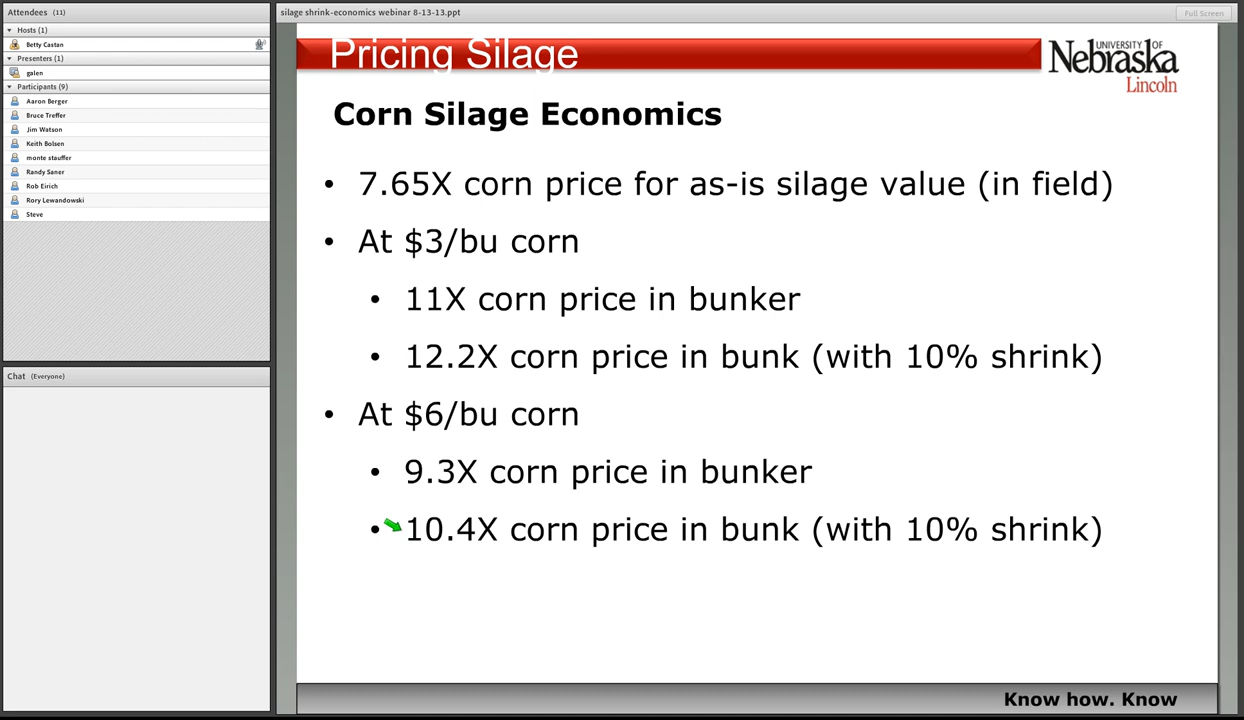 Attendees (11)
Hosts (1)
Betty Castan
Presenters (1)
galen
Participants (9)
Aaron Berger
Bruce Treffer
Jim Watson
Keith Bolsen
monte stauffer
Randy Saner
Rob Eirich
Rory Lewandowski
Steve
Chat (Everyone)
silage shrink-economics webinar 8-13-13.ppt
Full Screen
Pricing Silage
UNIVERSITY OF
Nebraska
Lincoln
Corn Silage Economics
• 7.65X corn price for as-is silage value (in field)
• At $3/bu corn
• 11X corn price in bunker
• 12.2X corn price in bunk (with 10% shrink)
• At $6/bu corn
• 9.3X corn price in bunker
• 10.4X corn price in bunk (with 10% shrink)
Know how. Know